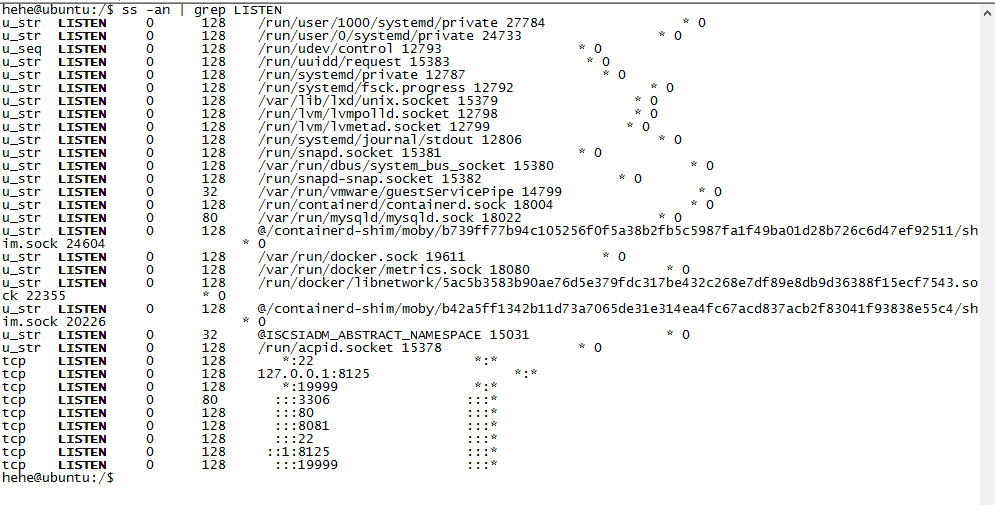 hehe@ubuntu:/$ ss -an | grep LISTEN
u_str LISTEN 0 128 /run/user/1000/systemd/private 27784 * 0
u_str LISTEN 0 128 /run/user/0/systemd/private 24733 * 0
u_seq LISTEN 0 128 /run/udev/control 12793 * 0
u_str LISTEN 0 128 /run/uuidd/request 15383 * 0
u_str LISTEN 0 128 /run/systemd/private 12787 * 0
u_str LISTEN 0 128 /run/systemd/fsck.progress 12792 * 0
u_str LISTEN 0 128 /var/lib/lxd/unix.socket 15379 * 0
u_str LISTEN 0 128 /run/lvm/lvmpolld.socket 12798 * 0
u_str LISTEN 0 128 /run/lvm/lvmetad.socket 12799 * 0
u_str LISTEN 0 128 /run/systemd/journal/stdout 12806 * 0
u_str LISTEN 0 128 /run/snapd.socket 15381 * 0
u_str LISTEN 0 128 /var/run/dbus/system_bus_socket 15380 * 0
u_str LISTEN 0 128 /run/snapd-snap.socket 15382 * 0
u_str LISTEN 0 32 /var/run/vmware/guestServicePipe 14799 * 0
u_str LISTEN 0 128 /run/containerd/containerd.sock 18004 * 0
u_str LISTEN 0 80 /var/run/mysqld/mysqld.sock 18022 * 0
u_str LISTEN 0 128 @/containerd-shim/moby/b739ff77b94c105256f0f5a38b2fb5c5987fa1f49ba01d28b726c6d47ef92511/sh
im.sock 24604 * 0
u_str LISTEN 0 128 /var/run/docker.sock 19611 * 0
u_str LISTEN 0 128 /var/run/docker/metrics.sock 18080 * 0
u_str LISTEN 0 128 /run/docker/libnetwork/5ac5b3583b90ae76d5e379fdc317be432c268e7df89e8db9d36388f15ecf7543.so
ck 22355 * 0
u_str LISTEN 0 128 @/containerd-shim/moby/b42a5ff1342b11d73a7065de31e314ea4fc67acd837acb2f83041f93838e55c4/sh
im.sock 20226 * 0
u_str LISTEN 0 32 @ISCSIADM_ABSTRACT_NAMESPACE 15031 * 0
u_str LISTEN 0 128 /run/acpid.socket 15378 * 0
tcp LISTEN 0 128 *:22 *:*
tcp LISTEN 0 128 127.0.0.1:8125 *:*
tcp LISTEN 0 128 *:19999 *:*
tcp LISTEN 0 80 :::3306 :::*
tcp LISTEN 0 128 :::80 :::*
tcp LISTEN 0 128 :::8081 :::*
tcp LISTEN 0 128 :::22 :::*
tcp LISTEN 0 128 ::1:8125 :::*
tcp LISTEN 0 128 :::19999 :::*
hehe@ubuntu:/$